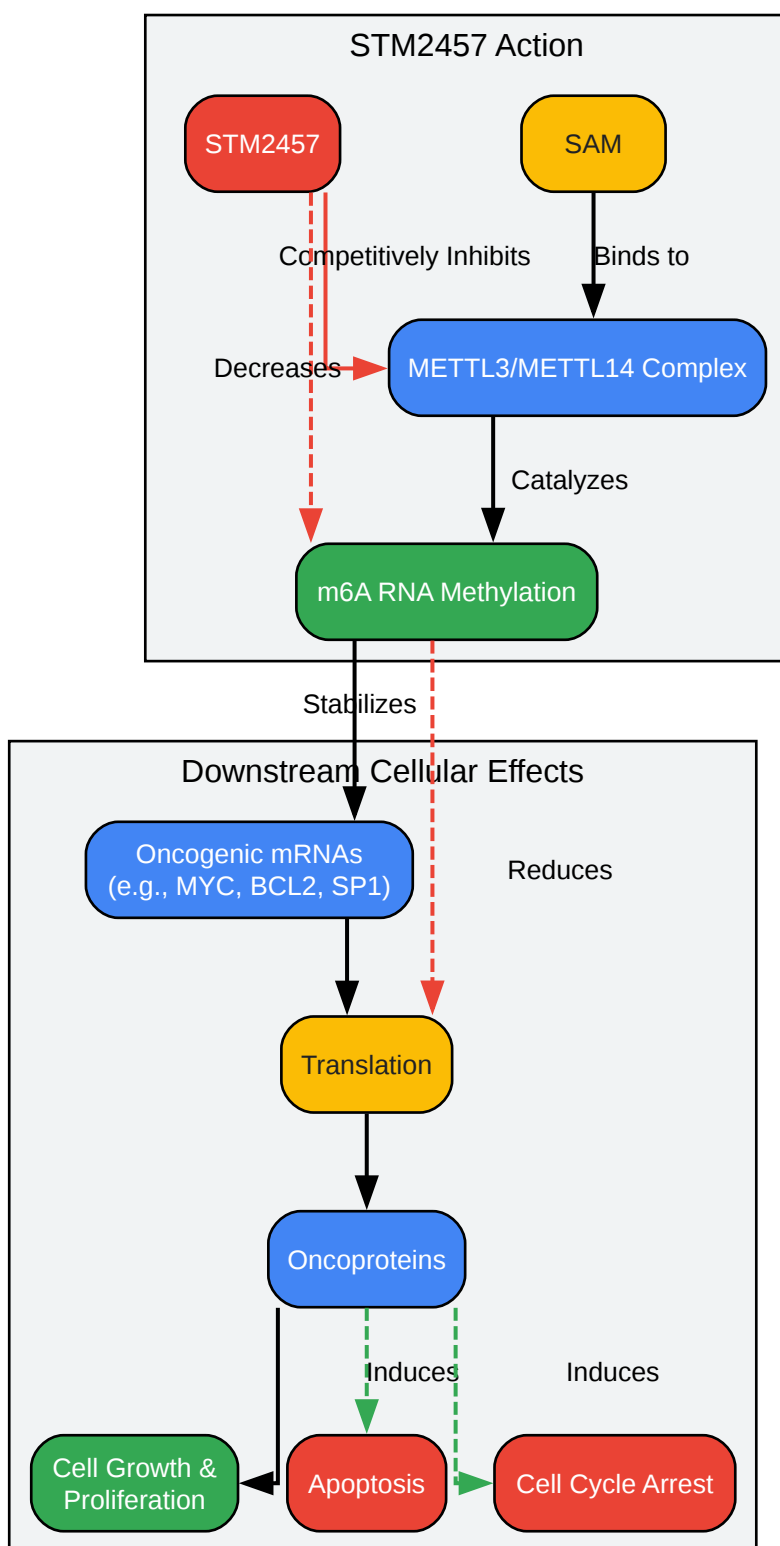 STM2457 Action
STM2457
SAM
Competitively Inhibits
Binds to
Decreases
METTL3/METTL14 Complex
Catalyzes
m6A RNA Methylation
Stabilizes
Downstream Cellular Effects
Oncogenic mRNAs
(e.g., MYC, BCL2, SP1)
Reduces
Translation
Oncoproteins
Induces
Induces
Cell Growth &
Proliferation
Apoptosis
Cell Cycle Arrest